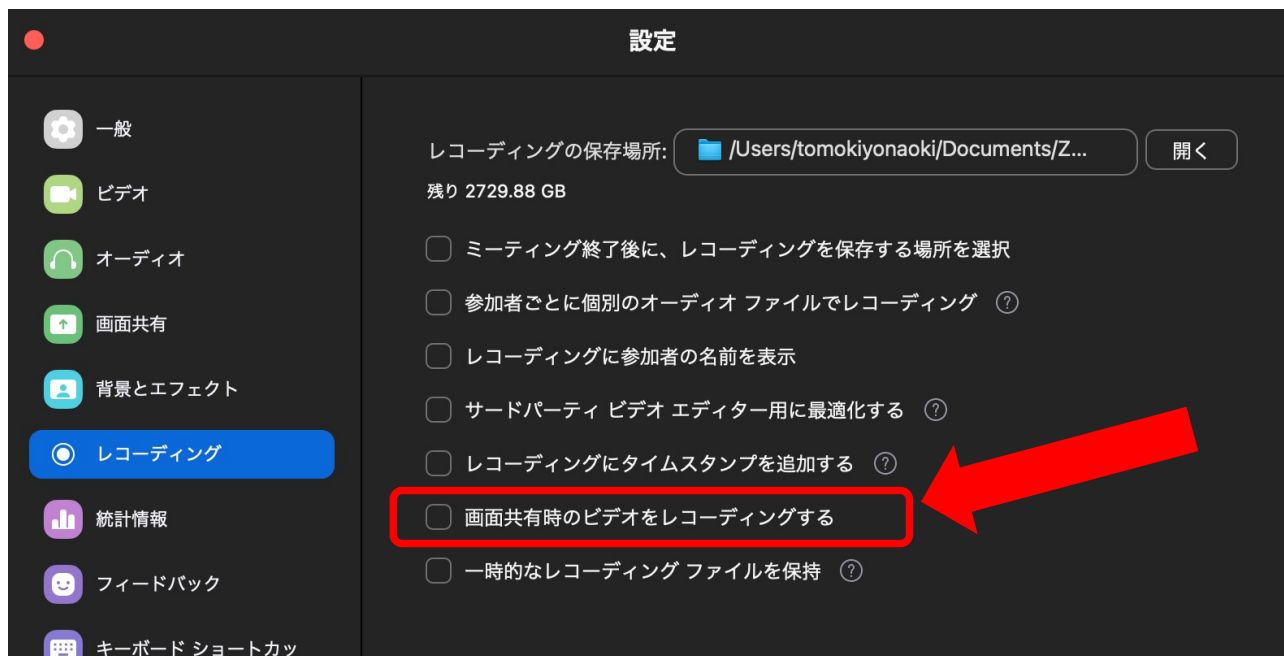 設定
一般
ビデオ
オーディオ
画面共有
背景とエフェクト
レコーディング
統計情報
フィードバック
キーボード ショートカッ
レコーディングの保存場所:
/Users/tomokiyonaoki/Documents/Z...
開く
残り 2729.88 GB
ミーティング終了後に、レコーディングを保存する場所を選択
参加者ごとに個別のオーディオ ファイルでレコーディング ?
レコーディングに参加者の名前を表示
サードパーティ ビデオ エディター用に最適化する ?
レコーディングにタイムスタンプを追加する ?
画面共有時のビデオをレコーディングする
一時的なレコーディング ファイルを保持 ?